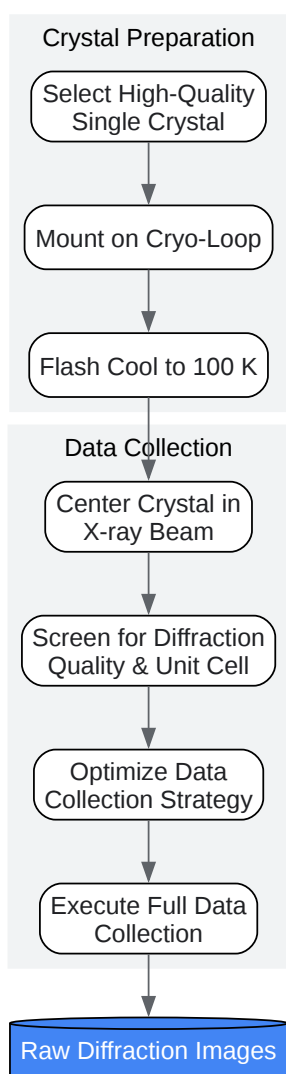 Crystal Preparation
Select High-Quality
Single Crystal
Mount on Cryo-Loop
Flash Cool to 100 K
Data Collection
Center Crystal in
X-ray Beam
Screen for Diffraction
Quality & Unit Cell
Optimize Data
Collection Strategy
Execute Full Data
Collection
Raw Diffraction Images